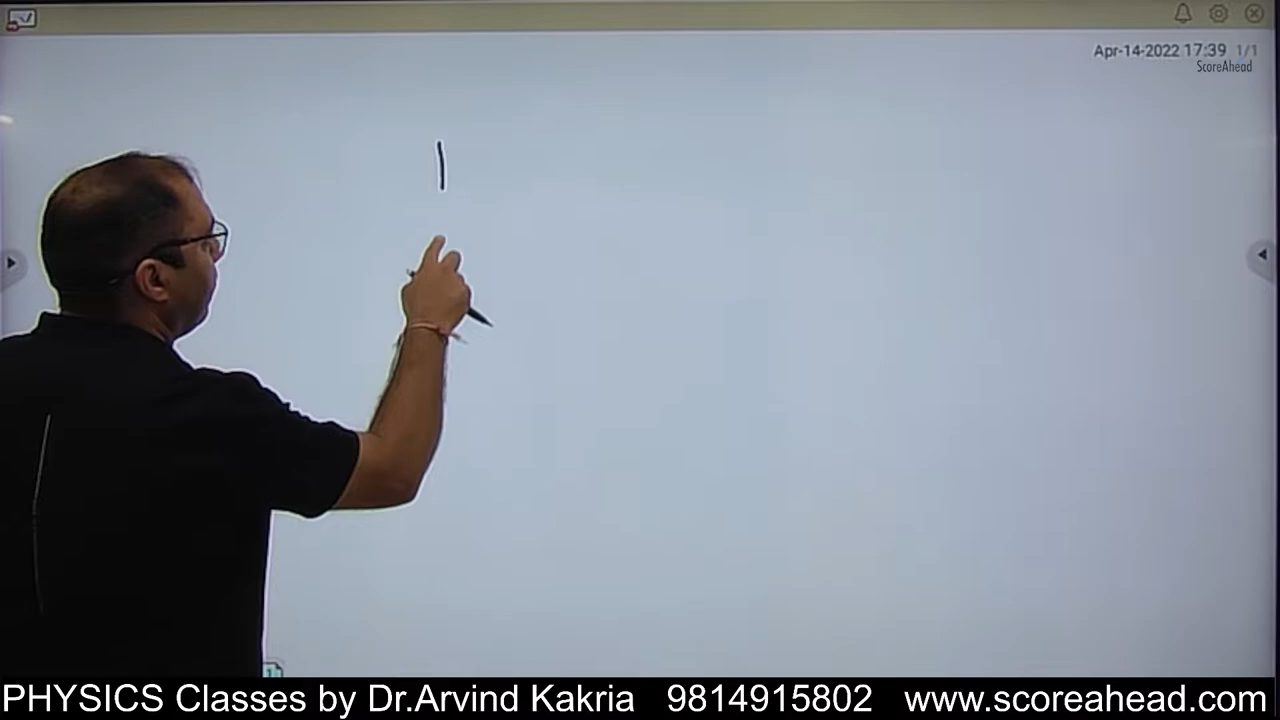 Apr-14-2022 17:39 1/1
ScoreAhead
PHYSICS Classes by Dr.Arvind Kakria 9814915802 www.scoreahead.com